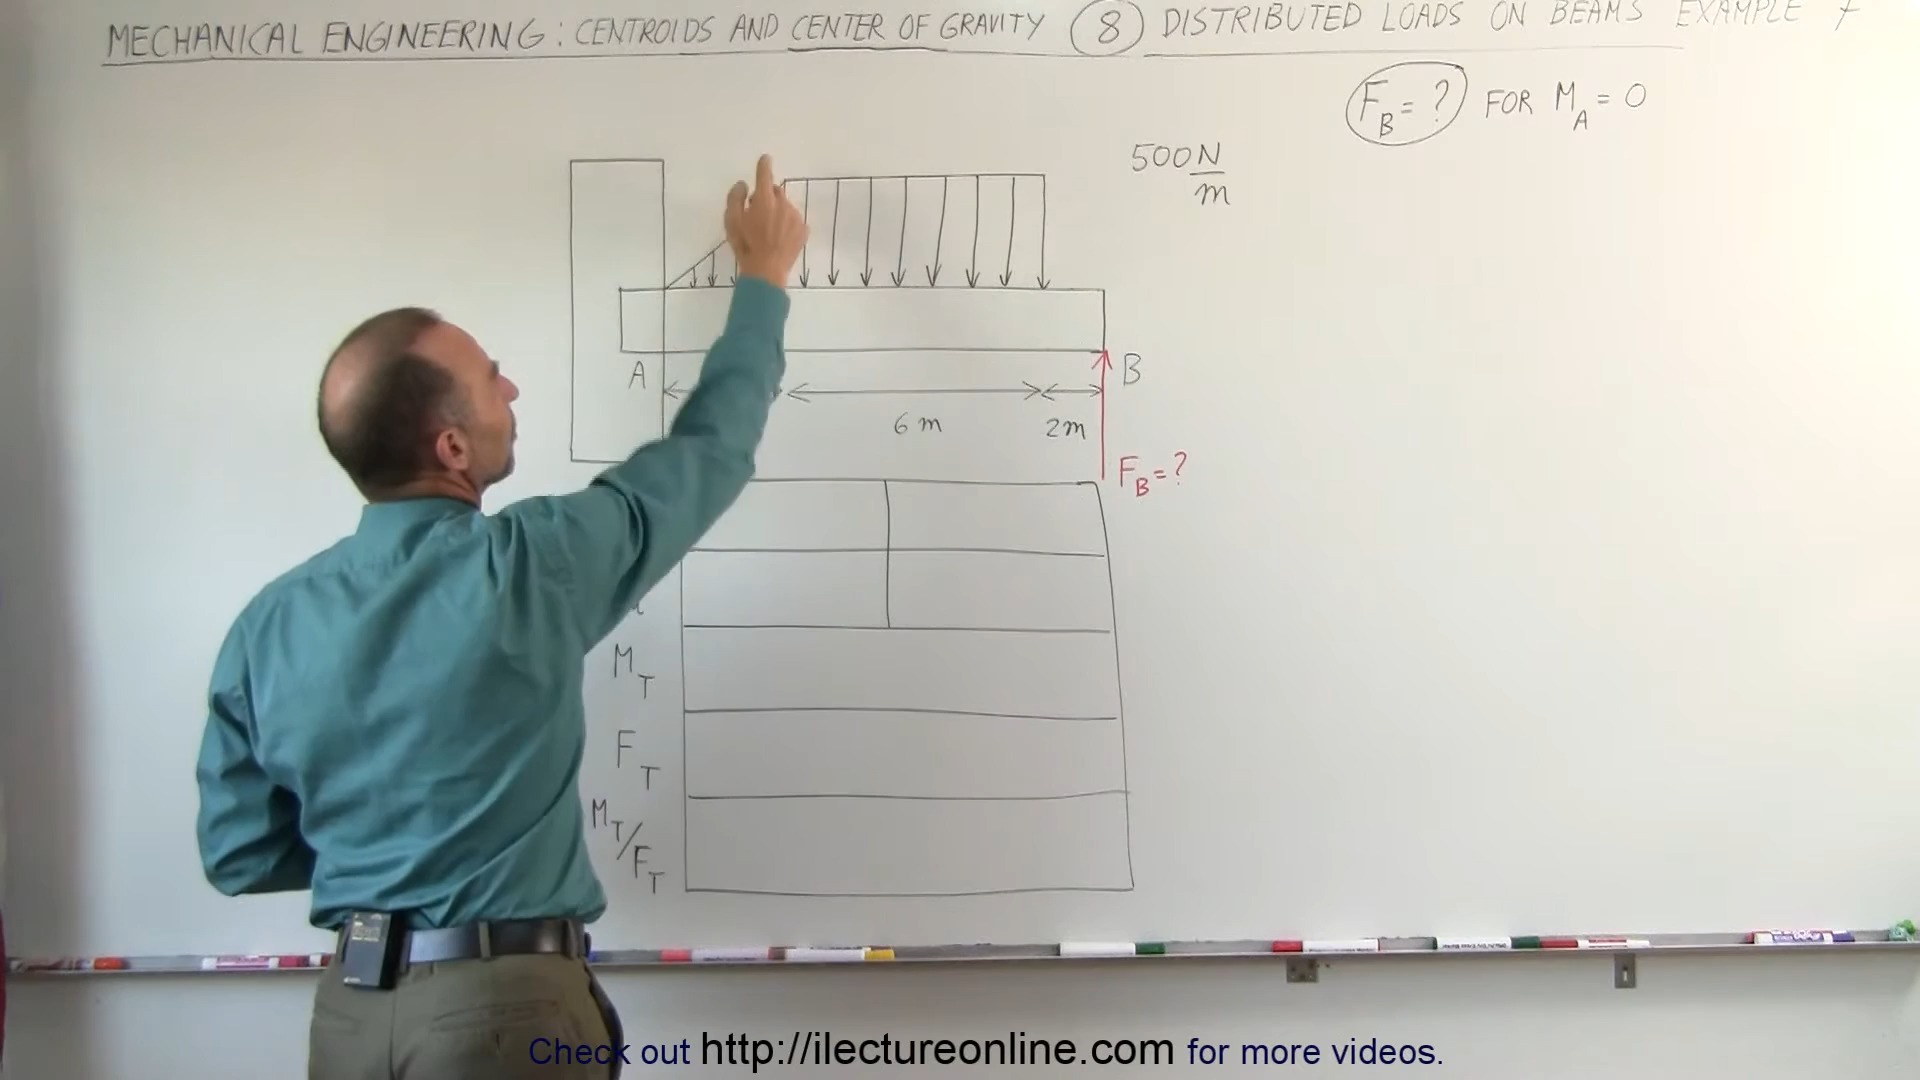 MECHANICAL ENGINEERING: CENTROIDS AND CENTER OF GRAVITY (8) DISTRIBUTED LOADS ON BEAMS EXAMPLE 7
F_B = ? FOR M_A = 0
500 N/m
A
B
6 m
2 m
F_B = ?
M_T
F_T
M_T/F_T
Check out http://ilectureonline.com for more videos.